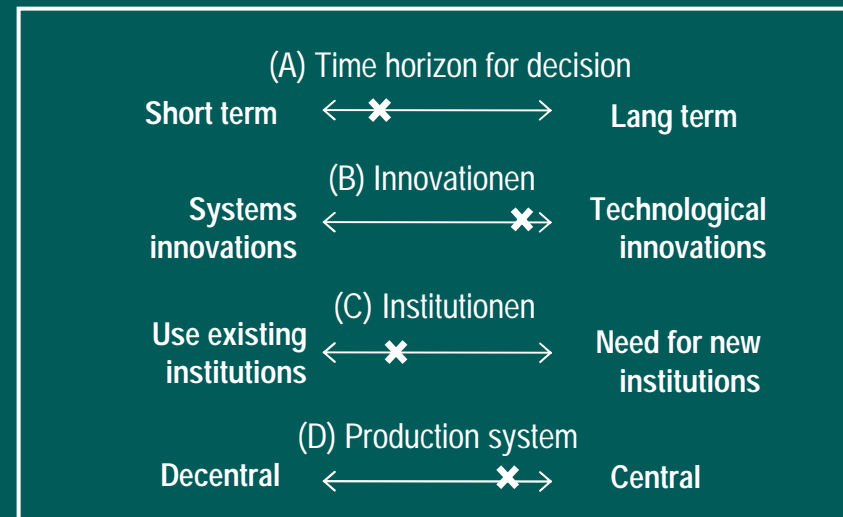 (A) Time horizon for decision
Short term
Lang term
(B) Innovationen
Systems
innovations
Technological
innovations
(C) Institutionen
Use existing
institutions
Need for new
institutions
(D) Production system
Decentral
Central